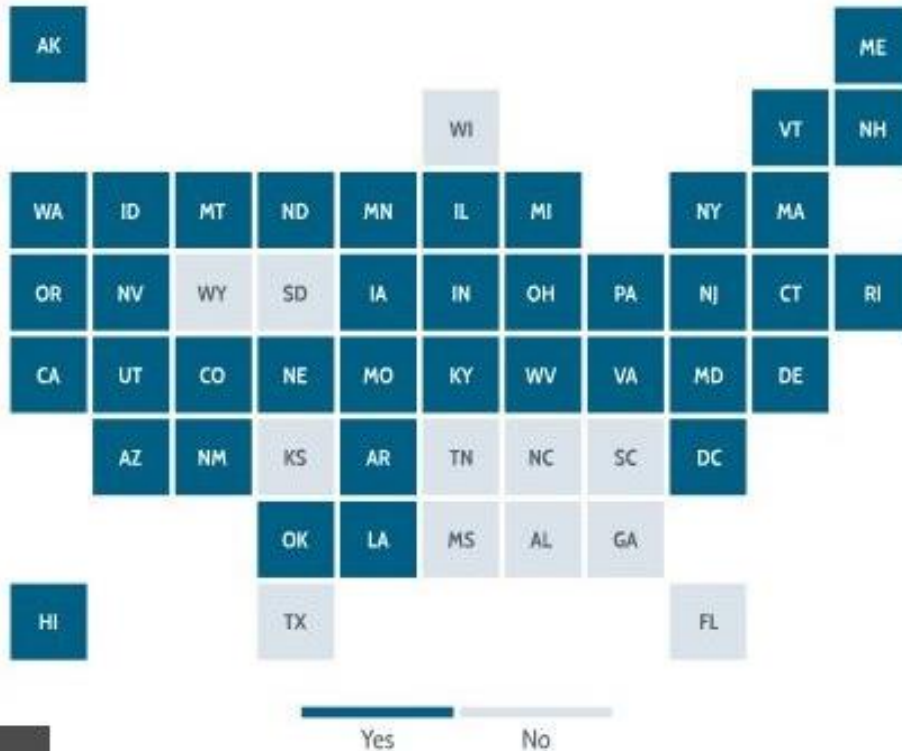 AK ME
WI VT NH
WA ID MT ND MN IL MI NY MA
OR NV WY SD IA IN OH PA NJ CT RI
CA UT CO NE MO KY WV VA MD DE
AZ NM KS AR TN NC SC DC
OK LA MS AL GA
HI TX FL
Yes No